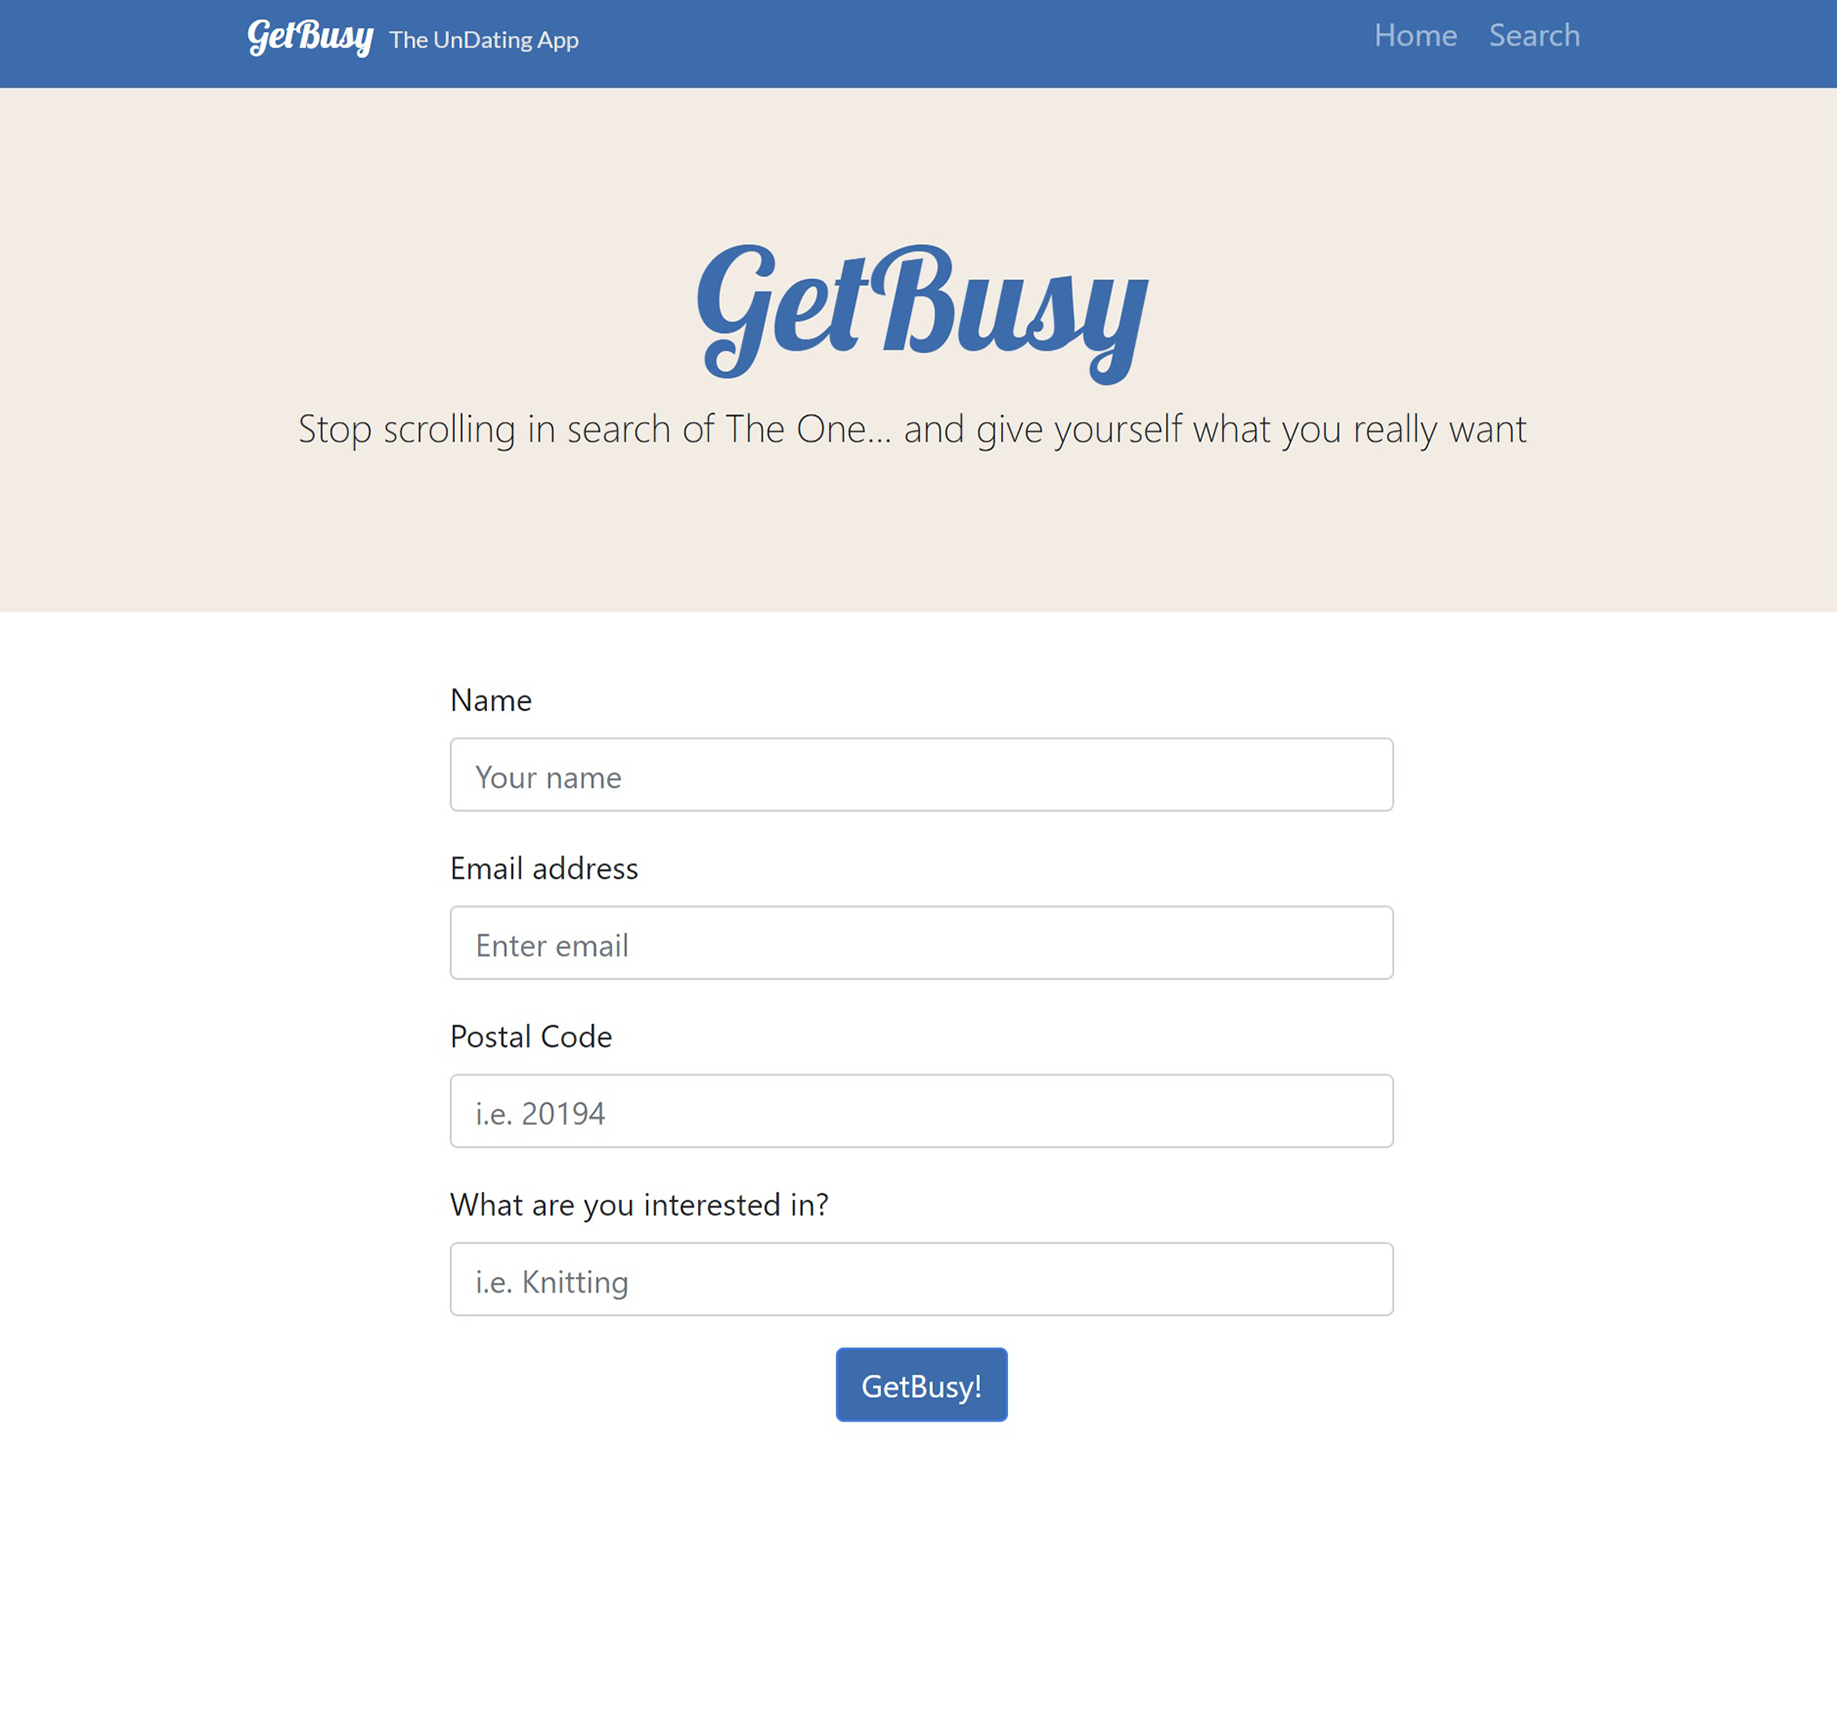 GetBusy The UnDating App Home Search
GetBusy
Stop scrolling in search of The One... and give yourself what you really want
Name
Your name
Email address
Enter email
Postal Code
i.e. 20194
What are you interested in?
i.e. Knitting
GetBusy!